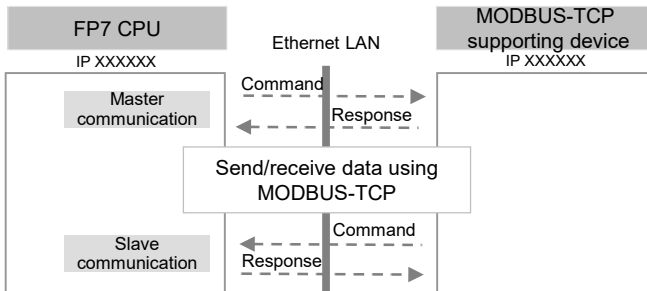 FP7 CPU
Ethernet LAN
MODBUS-TCP
supporting device
IP XXXXXX
IP XXXXXX
Command
Master
communication
Response
Send/receive data using
MODBUS-TCP
Command
Slave
communication
Response